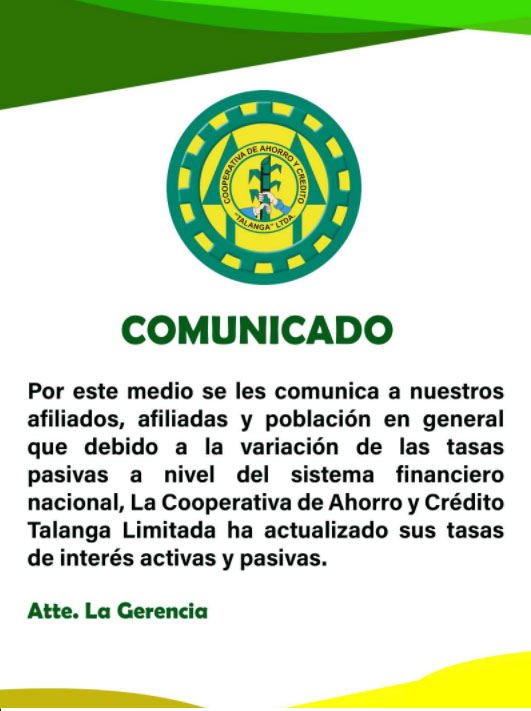 COOPERATIVA DE AHORRO Y CREDITO
"TALANGA" LTDA.
COMUNICADO
Por este medio se les comunica a nuestros
afiliados, afiliadas y población en general
que debido a la variación de las tasas
pasivas a nivel del sistema financiero
nacional, La Cooperativa de Ahorro y Crédito
Talanga Limitada ha actualizado sus tasas
de interés activas y pasivas.
Atte. La Gerencia